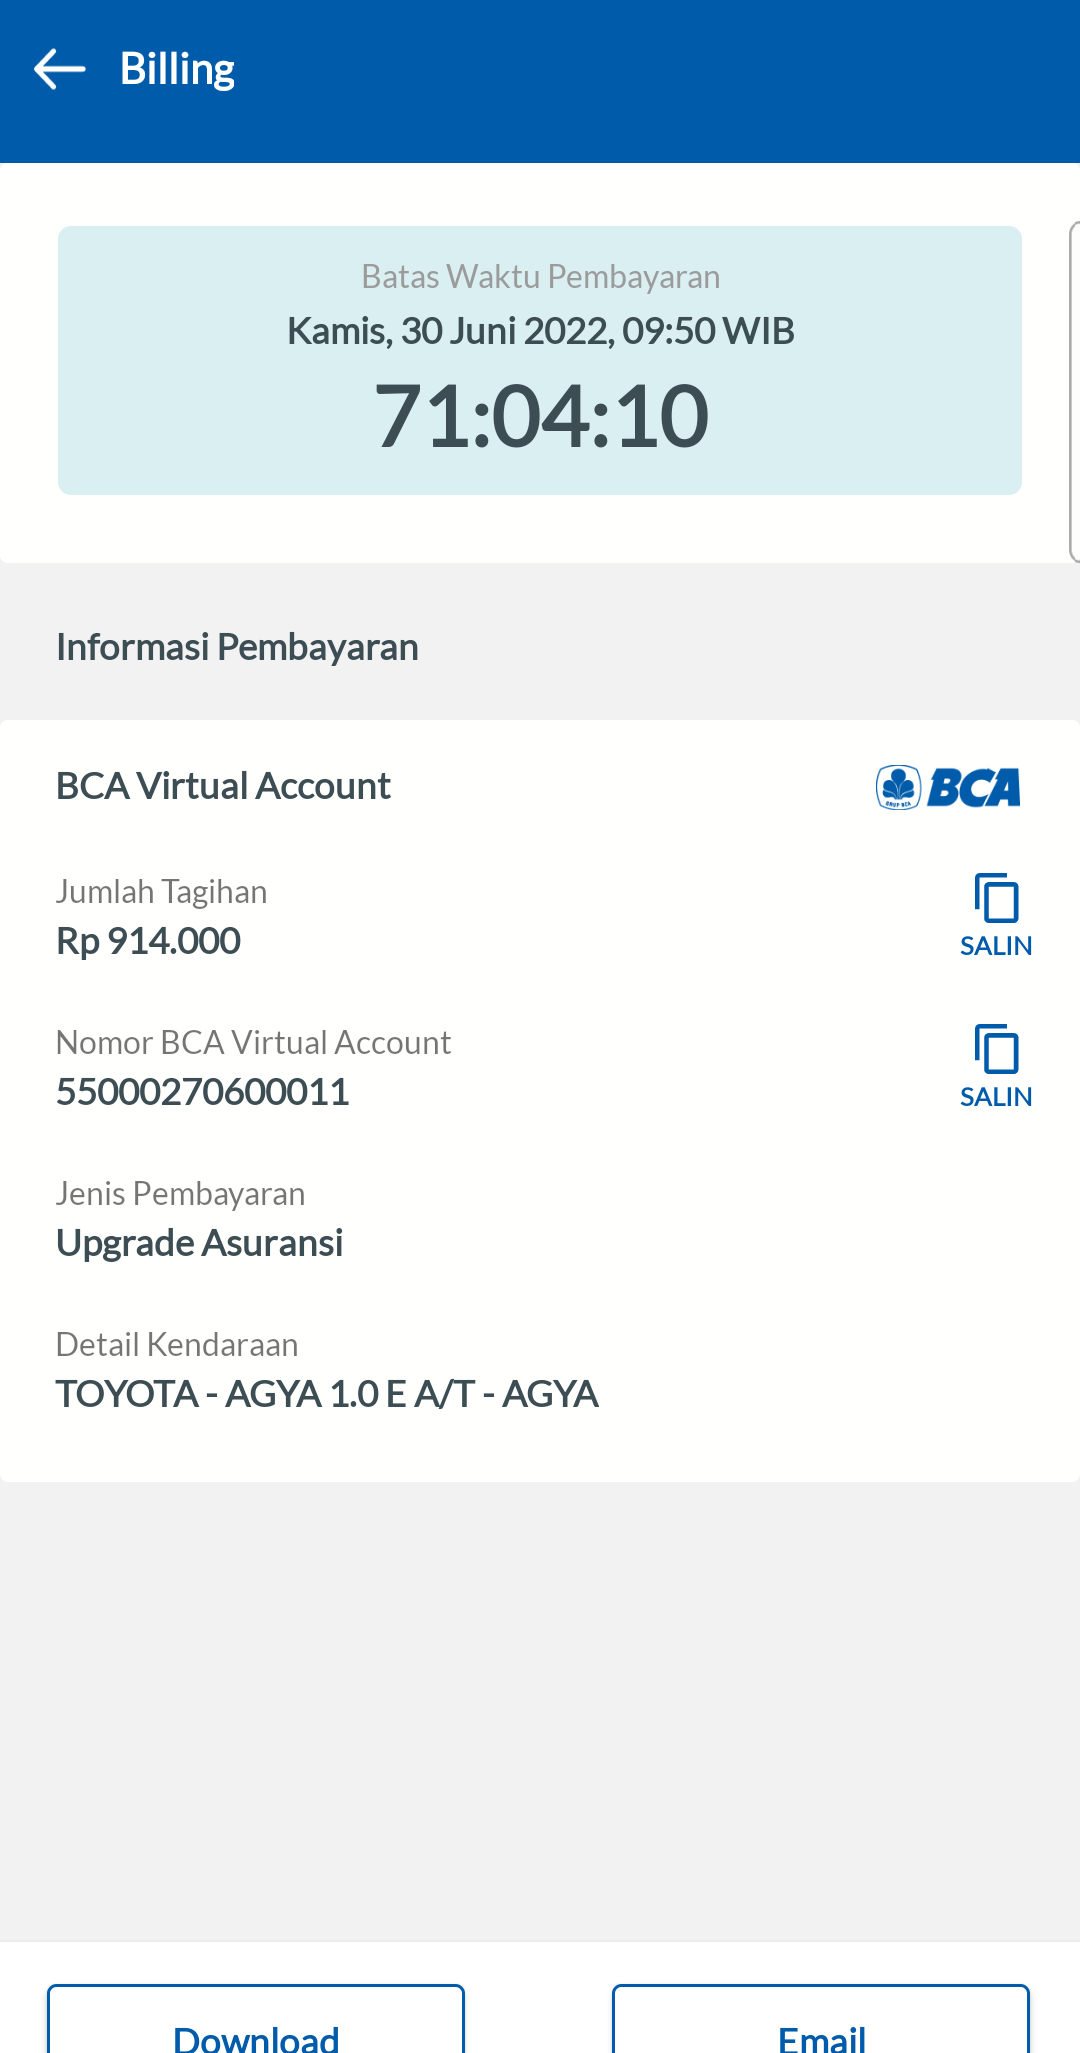 Billing
Batas Waktu Pembayaran
Kamis, 30 Juni 2022, 09:50 WIB
71:04:10
Informasi Pembayaran
BCA Virtual Account
GRUP BCA
BCA
Jumlah Tagihan
Rp 914.000
SALIN
Nomor BCA Virtual Account
55000270600011
SALIN
Jenis Pembayaran
Upgrade Asuransi
Detail Kendaraan
TOYOTA - AGYA 1.0 E A/T - AGYA
Download
Email